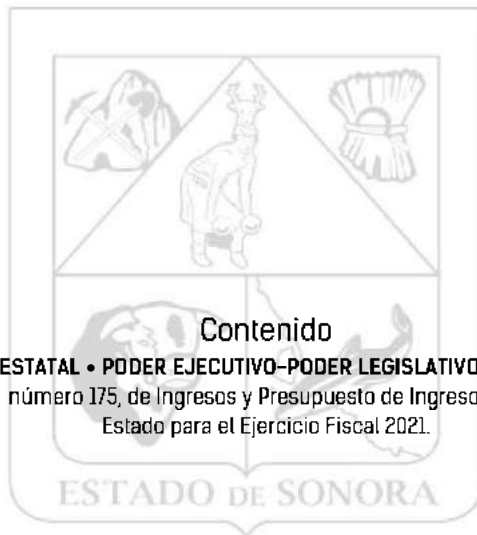 Contenido
ESTATAL • PODER EJECUTIVO-PODER LEGISLATIVO
número 175, de Ingresos y Presupuesto de Ingreso
Estado para el Ejercicio Fiscal 2021.
ESTADO DE SONORA